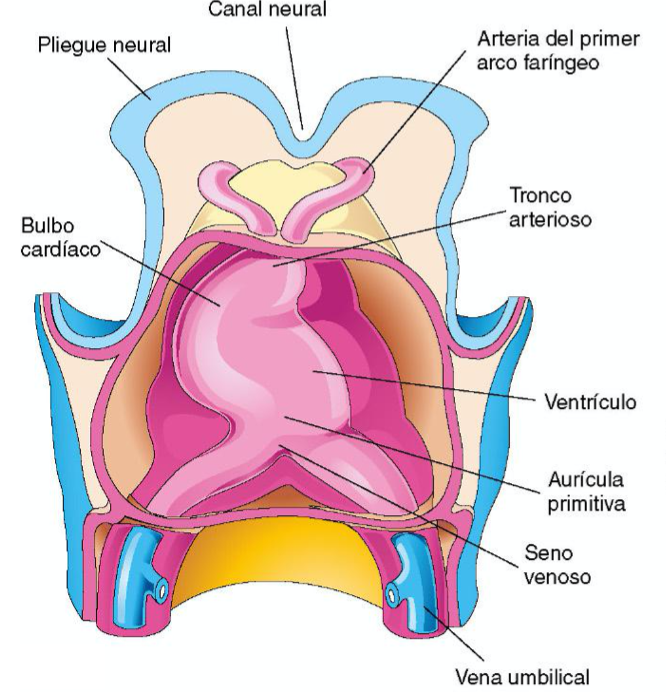 Canal neural
Pliegue neural
Arteria del primer
arco faríngeo
Tronco
arterioso
Bulbo
cardíaco
Ventrículo
Aurícula
primitiva
Seno
venoso
Vena umbilical